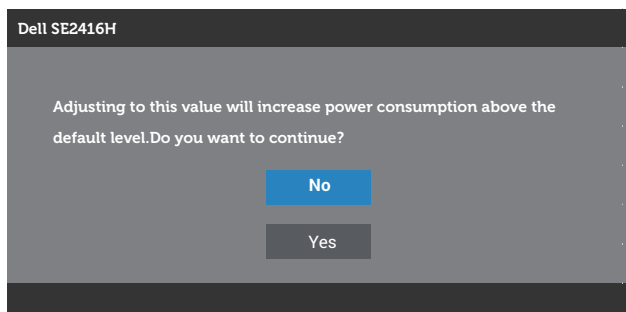 Dell SE2416H
Adjusting to this value will increase power consumption above the
default level.Do you want to continue?
No
Yes